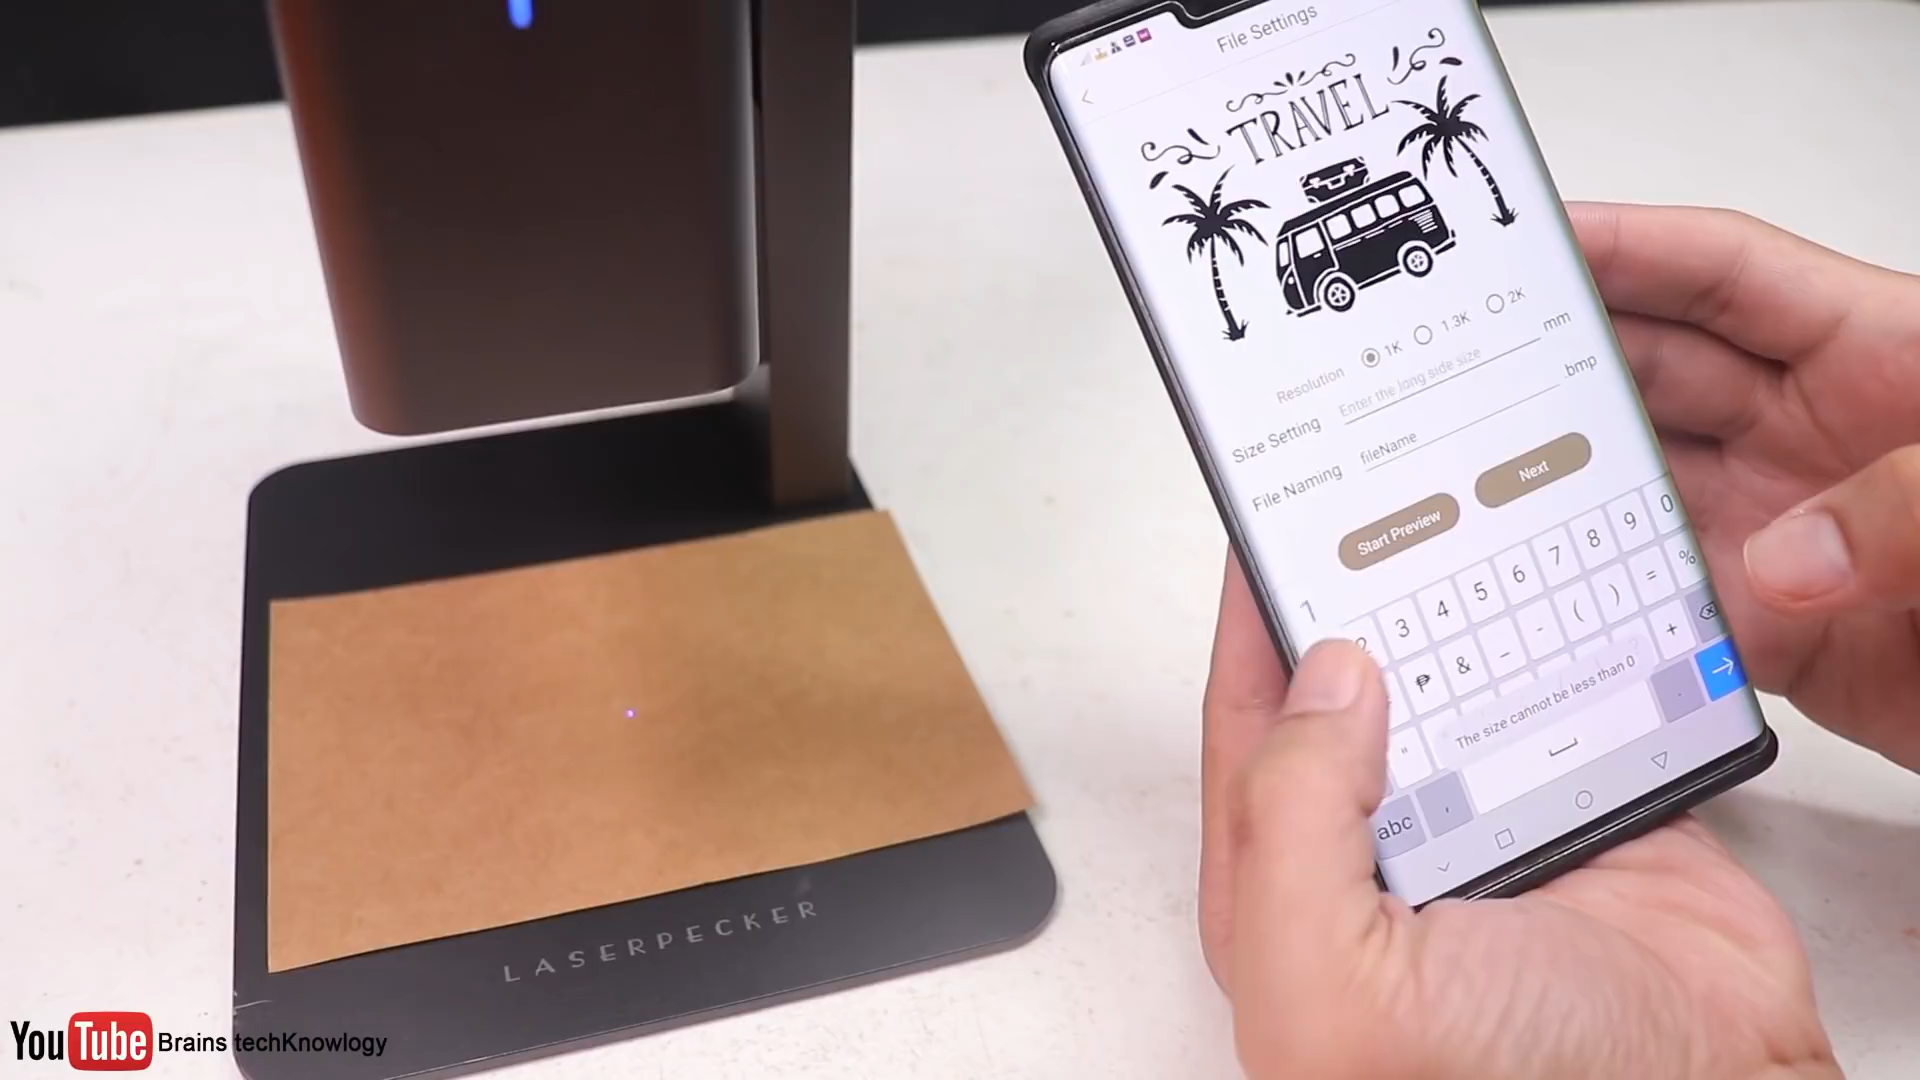 File Settings
TRAVEL
Resolution 1K 1.3K 2K
Size Setting Enter the long side size mm
File Naming fileName .bmp
Start Preview Next
1 2 3 4 5 6 7 8 9 0
₱ & _ - ( ) = %
" +
The size cannot be less than 0
abc , .
LASERPECKER
YouTube Brains techKnowlogy